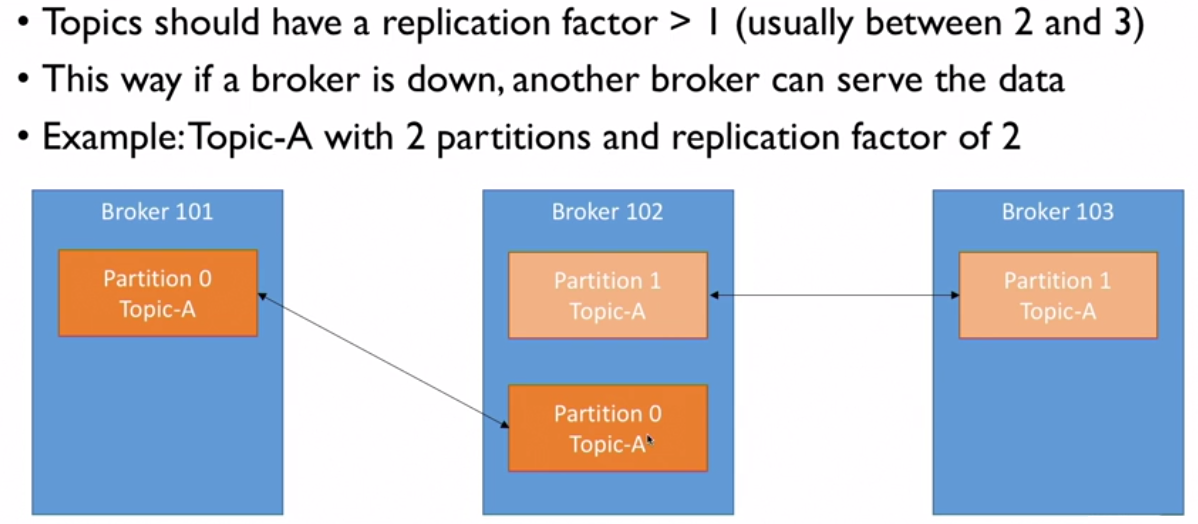 • Topics should have a replication factor > 1 (usually between 2 and 3)
• This way if a broker is down, another broker can serve the data
• Example: Topic-A with 2 partitions and replication factor of 2
Broker 101
Partition 0
Topic-A
Broker 102
Partition 1
Topic-A
Partition 0
Topic-A
Broker 103
Partition 1
Topic-A